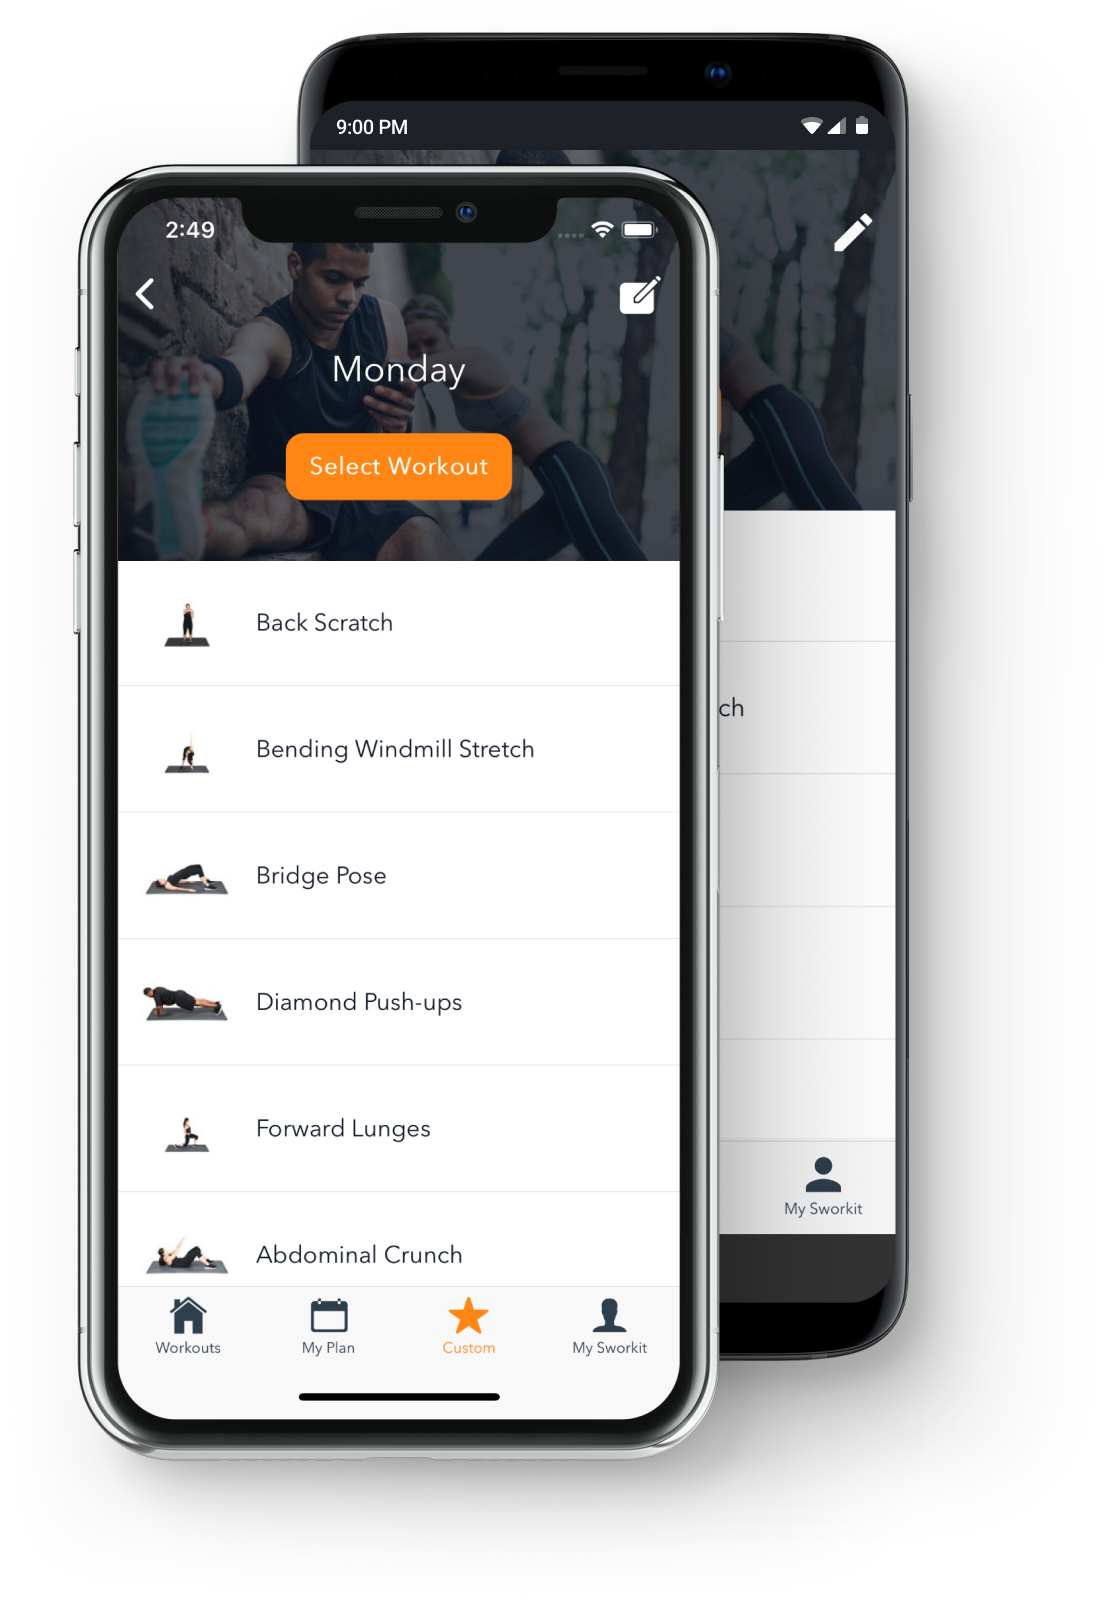 9:00 PM
2:49
Monday
Select Workout
Back Scratch
Bending Windmill Stretch
ch
Bridge Pose
Diamond Push-ups
Forward Lunges
Abdominal Crunch
My Sworkit
Workouts
My Plan
Custom
My Sworkit